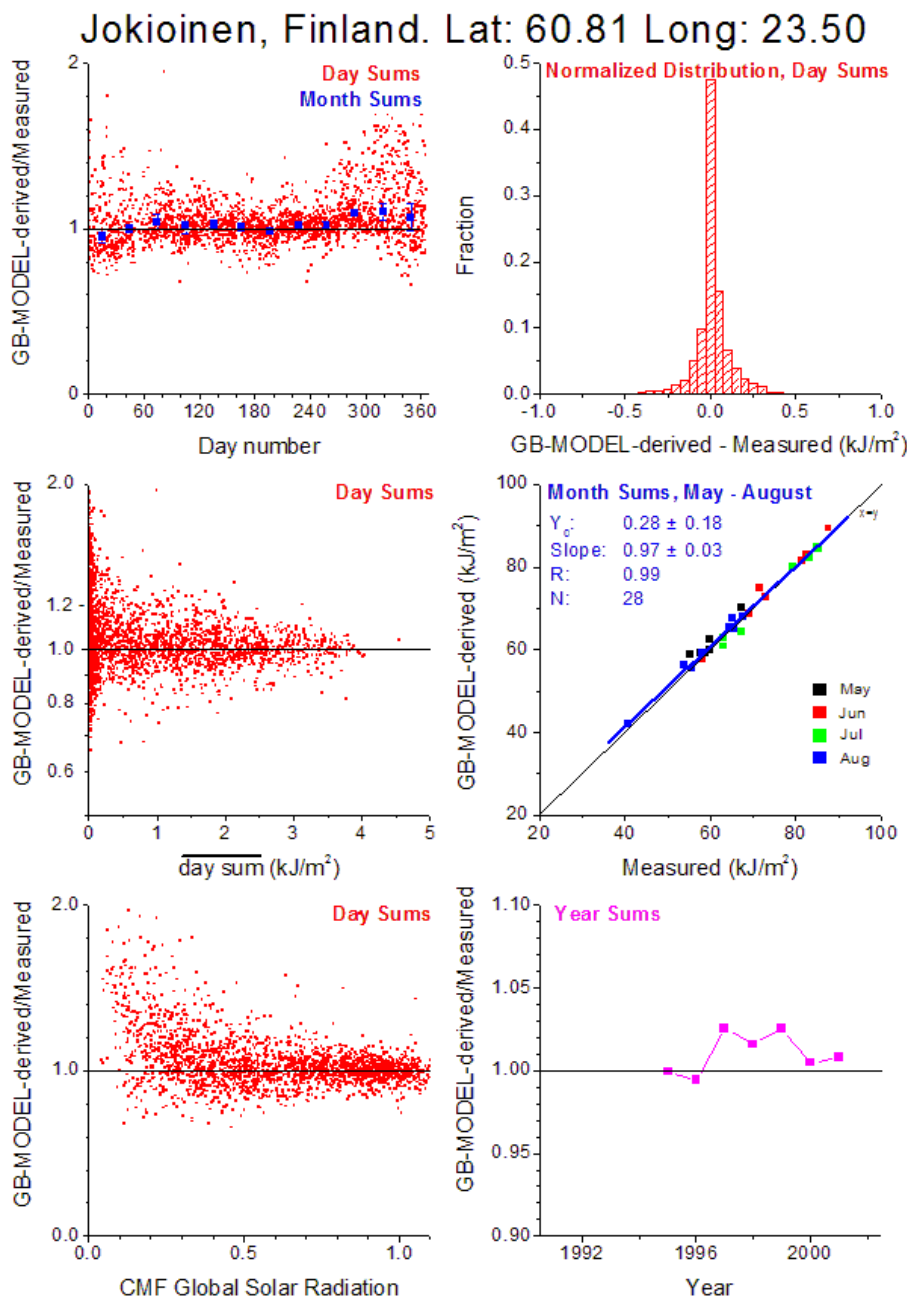 Jokioinen, Finland. Lat: 60.81 Long: 23.50
GB-MODEL-derived/Measured
2
1
0
Day Sums
Month Sums
0 60 120 180 240 300 360
Day number
Fraction
0.5
0.4
0.3
0.2
0.1
0.0
Normalized Distribution, Day Sums
-1.0 -0.5 0.0 0.5 1.0
GB-MODEL-derived - Measured (kJ/m²)
GB-MODEL-derived/Measured
2.0
1.2
1.0
0.8
0.6
Day Sums
0 1 2 3 4 5
day sum (kJ/m²)
GB-MODEL-derived (kJ/m²)
100
80
60
40
20
Month Sums, May - August
x=y
Y₀: 0.28 ± 0.18
Slope: 0.97 ± 0.03
R: 0.99
N: 28
May
Jun
Jul
Aug
20 40 60 80 100
Measured (kJ/m²)
GB-MODEL-derived/Measured
2.0
1.0
0.0
Day Sums
0.0 0.5 1.0
CMF Global Solar Radiation
GB-MODEL-derived/Measured
1.10
1.05
1.00
0.95
0.90
Year Sums
1992 1996 2000
Year